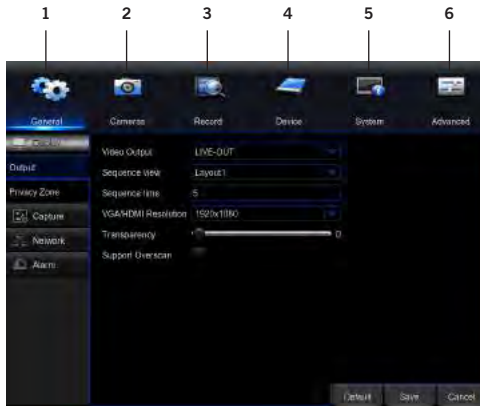 1 2 3 4 5 6
General Cameras Record Device System Advanced
Display
Output
Privacy Zone
Capture
Network
Alarm
Video Output LIVE-OUT
Sequence view Layout1
Sequence time 5
VGA/HDMI Resolution 1920x1080
Transparency 0
Support Overscan
Default Save Cancel